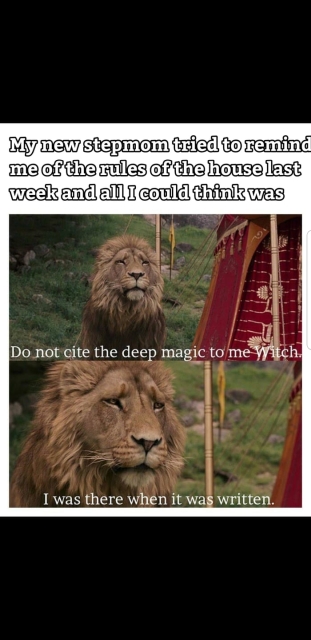 My new stepmom tried to remind
me of the rules of the house last
week and all I could think was
Do not cite the deep magic to me Witch.
I was there when it was written.